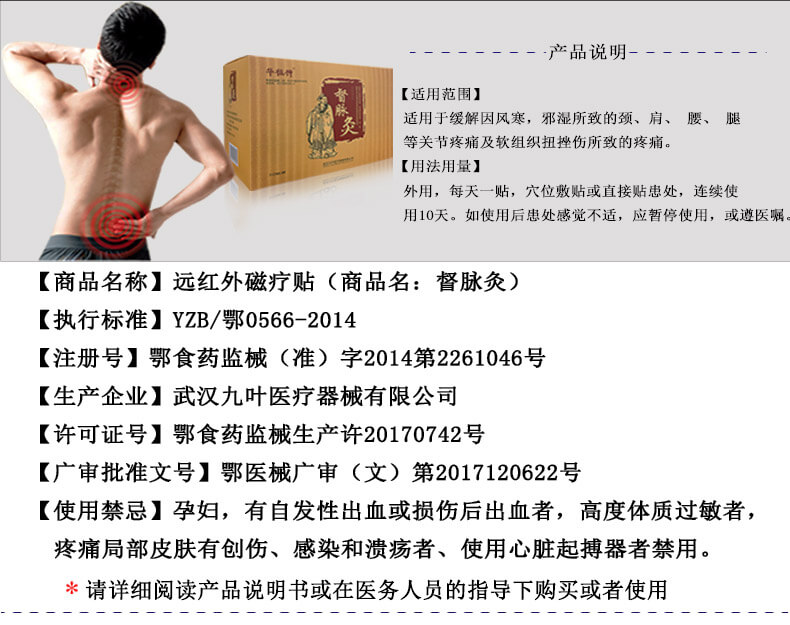 产品说明
华祖行
督脉灸
【适用范围】
适用于缓解因风寒，邪湿所致的颈、肩、 腰、 腿
等关节疼痛及软组织扭挫伤所致的疼痛。
【用法用量】
外用，每天一贴，穴位敷贴或直接贴患处，连续使
用10天。如使用后患处感觉不适，应暂停使用，或遵医嘱。
【商品名称】远红外磁疗贴（商品名：督脉灸）
【执行标准】YZB/鄂0566-2014
【注册号】鄂食药监械（准）字2014第2261046号
【生产企业】武汉九叶医疗器械有限公司
【许可证号】鄂食药监械生产许20170742号
【广审批准文号】鄂医械广审（文）第2017120622号
【使用禁忌】孕妇，有自发性出血或损伤后出血者，高度体质过敏者，
疼痛局部皮肤有创伤、感染和溃疡者、使用心脏起搏器者禁用。
*请详细阅读产品说明书或在医务人员的指导下购买或者使用